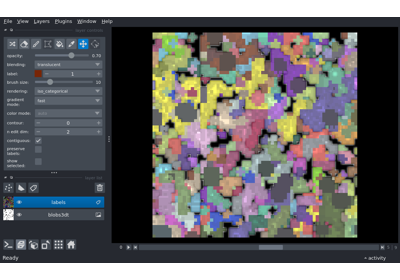 File View Layers Plugins Window Help
opacity: 0.70
blending: translucent
label: 1
brush size: 10
rendering: iso_categorical
gradient mode: fast
color mode:
contour: 0
n edit dim: 2
contiguous:
preserve labels:
show selected:
labels
blobs3dt
Ready
activity